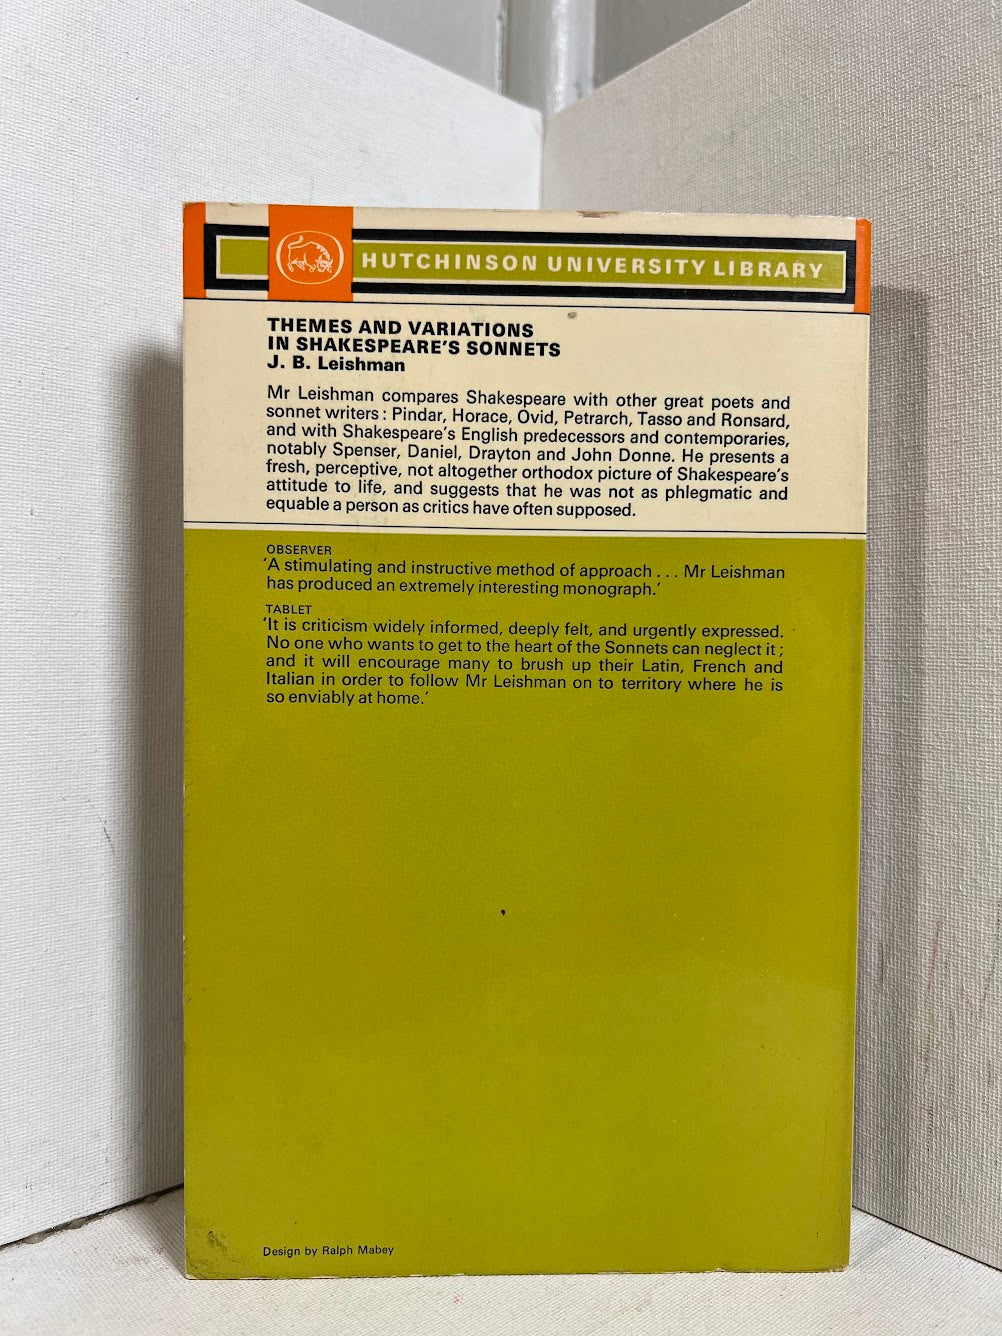 HUTCHINSON UNIVERSITY LIBRARY
THEMES AND VARIATIONS
IN SHAKESPEARE'S SONNETS
J. B. Leishman
Mr Leishman compares Shakespeare with other great poets and
sonnet writers: Pindar, Horace, Ovid, Petrarch, Tasso and Ronsard,
and with Shakespeare's English predecessors and contemporaries,
notably Spenser, Daniel, Drayton and John Donne. He presents a
fresh, perceptive, not altogether orthodox picture of Shakespeare's
attitude to life, and suggests that he was not as phlegmatic and
equable a person as critics have often supposed.
OBSERVER
'A stimulating and instructive method of approach . . . Mr Leishman
has produced an extremely interesting monograph.'
TABLET
'It is criticism widely informed, deeply felt, and urgently expressed.
No one who wants to get to the heart of the Sonnets can neglect it;
and it will encourage many to brush up their Latin, French and
Italian in order to follow Mr Leishman on to territory where he is
so enviably at home.'
Design by Ralph Mabey